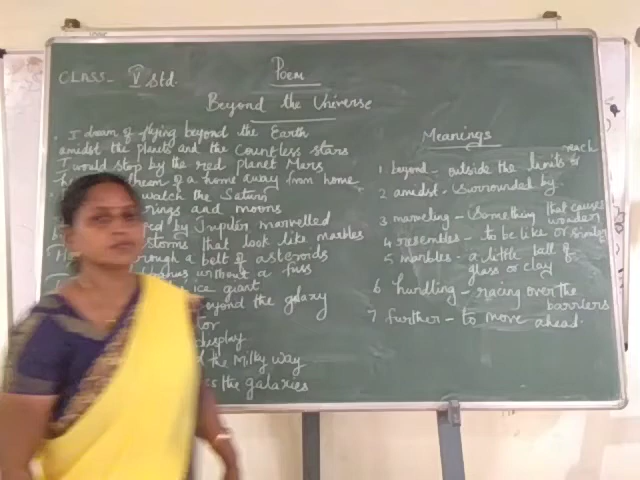 CLASS- V Std.
Poem
Beyond the Universe
I dream of flying beyond the Earth
amidst the planets and the Countless stars
I would stop by the red planet Mars
of a home away from home
watch the Saturn
rings and moons
by Jupiter marvelled
storms that look like marbles
through a belt of asteroids
without a fuss
ice giant
beyond the galaxy
display
the Milky way
the galaxies
Meanings
1 beyond - outside the limits of reach
2 amidst - Surrounded by
3 marveling - Something that causes wonder
4 resembles - to be like or similar
5 marbles - a little ball of
glass or clay
6 hurdling - racing over the
barriers
7 further - to move ahead.